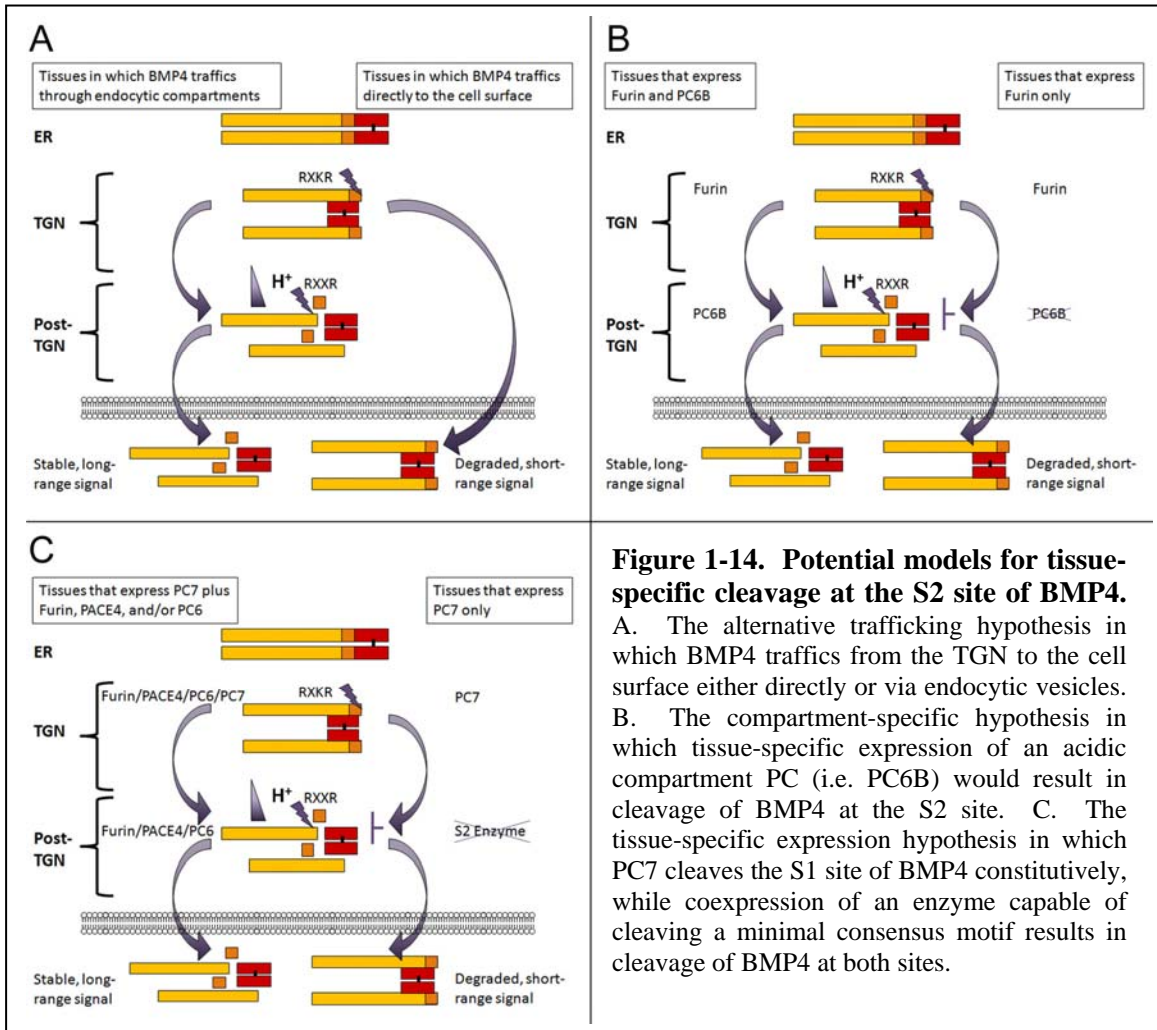 A
Tissues in which BMP4 traffics
through endocytic compartments
Tissues in which BMP4 traffics
directly to the cell surface
ER
RXKR
TGN
H+
RXXR
Post-
TGN
Stable, long-
range signal
Degraded, short-
range signal
B
Tissues that express
Furin and PC6B
Tissues that express
Furin only
ER
RXKR
Furin
Furin
TGN
H+
RXXR
PC6B
PC6B
Post-
TGN
Stable, long-
range signal
Degraded, short-
range signal
C
Tissues that express PC7 plus
Furin, PACE4, and/or PC6
Tissues that express
PC7 only
ER
Furin/PACE4/PC6/PC7
RXKR
PC7
TGN
H+
RXXR
Furin/PACE4/PC6
S2 Enzyme
Post-
TGN
Stable, long-
range signal
Degraded, short-
range signal
Figure 1-14. Potential models for tissue-
specific cleavage at the S2 site of BMP4.
A. The alternative trafficking hypothesis in
which BMP4 traffics from the TGN to the cell
surface either directly or via endocytic vesicles.
B. The compartment-specific hypothesis in
which tissue-specific expression of an acidic
compartment PC (i.e. PC6B) would result in
cleavage of BMP4 at the S2 site. C. The
tissue-specific expression hypothesis in which
PC7 cleaves the S1 site of BMP4 constitutively,
while coexpression of an enzyme capable of
cleaving a minimal consensus motif results in
cleavage of BMP4 at both sites.